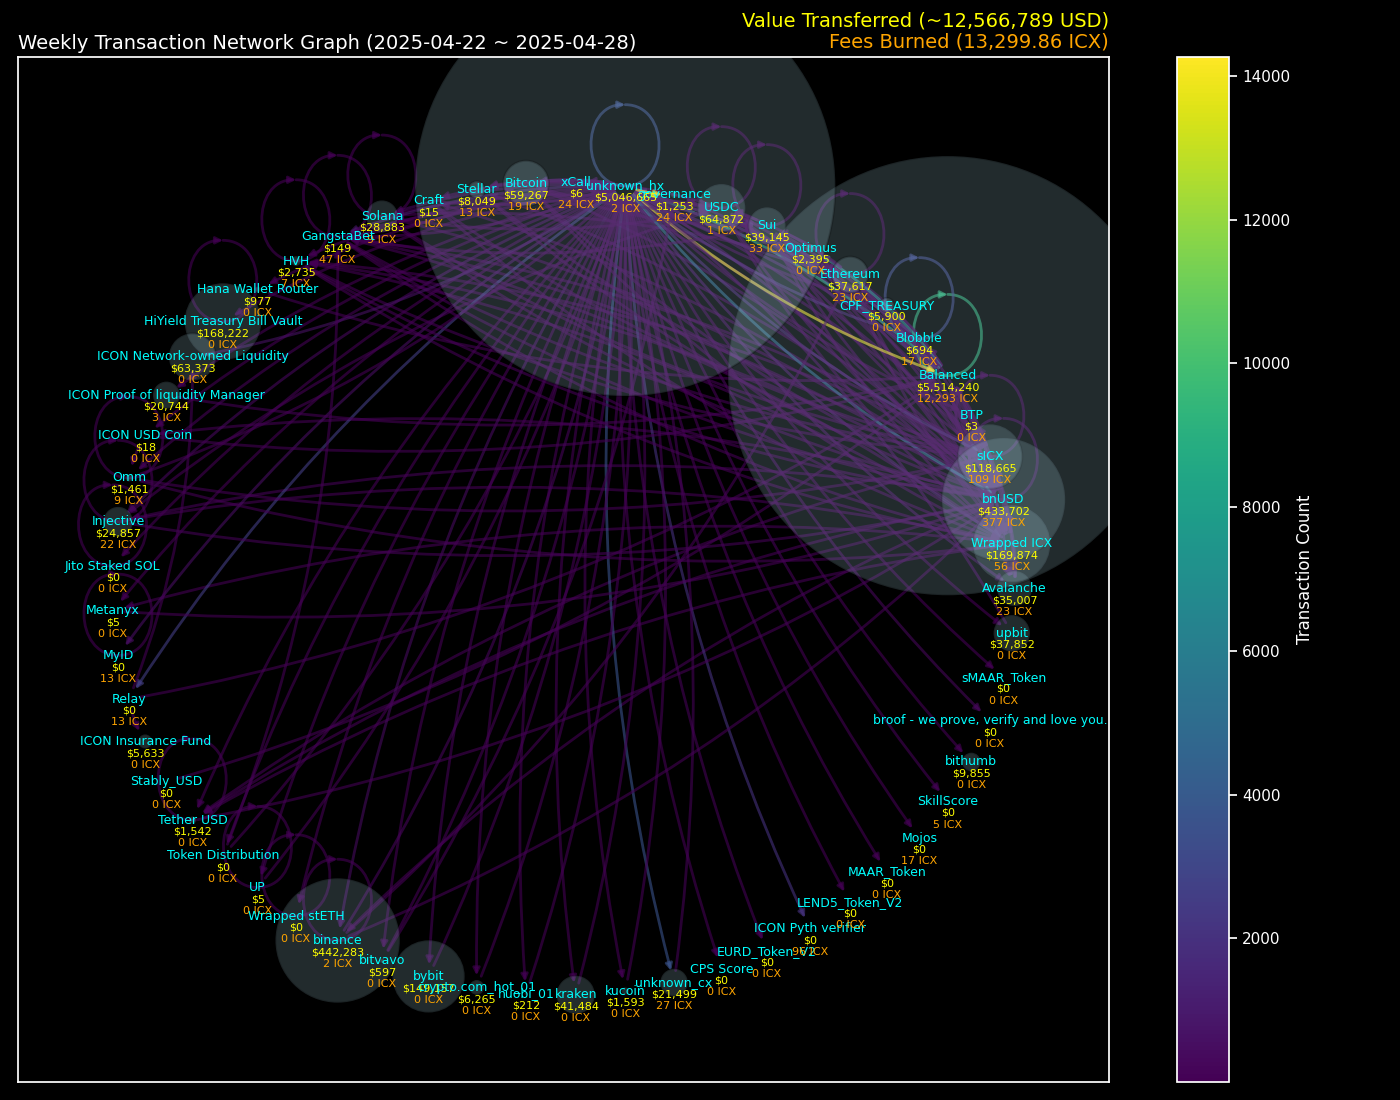 Value Transferred (~12,566,789 USD)
Weekly Transaction Network Graph (2025-04-22 ~ 2025-04-28)
Fees Burned (13,299.86 ICX)
unknown_hx
$5,046,665
2 ICX
xCall
$6
24 ICX
Bitcoin
$59,267
19 ICX
Stellar
$8,049
13 ICX
Craft
$15
0 ICX
Solana
$28,883
ICX
GangstaBet
$149
47 ICX
HVH
$2,735
7 ICX
Hana Wallet Router
$977
0 ICX
HiYield Treasury Bill Vault
$168,222
0 ICX
ICON Network-owned Liquidity
$63,373
0 ICX
ICON Proof of liquidity Manager
$20,744
3 ICX
ICON USD Coin
$18
0 ICX
Omm
$1,461
9 ICX
Injective
$24,857
22 ICX
Jito Staked SOL
$0
0 ICX
Metanyx
$5
0 ICX
MyID
$0
13 ICX
Relay
$0
13 ICX
ICON Insurance Fund
$5,633
0 ICX
Stably_USD
$0
0 ICX
Tether USD
$1,542
0 ICX
Token Distribution
$0
0 ICX
UP
$5
0 ICX
Wrapped stETH
$0
0 ICX
binance
$442,283
2 ICX
bitvavo
$597
0 ICX
bybit
$149,157
0 ICX
.com_hot_01
$6,265
0 ICX
huobi_01
$212
0 ICX
kraken
$41,484
0 ICX
kucoin
$1,593
0 ICX
unknown_cx
$21,499
27 ICX
CPS Score
$0
0 ICX
EURD_Token_V2
$0
0 ICX
ICON Pyth verifier
$0
96 ICX
LEND5_Token_V2
$0
0 ICX
MAAR_Token
$0
0 ICX
Mojos
$0
17 ICX
SkillScore
$0
5 ICX
bithumb
$9,855
0 ICX
broof - we prove, verify and love you.
$0
0 ICX
sMAAR_Token
$0
0 ICX
upbit
$37,852
0 ICX
Avalanche
$35,007
23 ICX
Wrapped ICX
$169,874
56 ICX
bnUSD
$433,702
377 ICX
sICX
$118,665
109 ICX
BTP
$3
0 ICX
Balanced
$5,514,240
12,293 ICX
Blobble
$694
17 ICX
CPF_TREASURY
$5,900
0 ICX
Ethereum
$37,617
23 ICX
Optimus
$2,395
0 ICX
Sui
$39,145
33 ICX
USDC
$64,872
1 ICX
Governance
$1,253
24 ICX
14000
12000
10000
8000
6000
4000
2000
Transaction Count